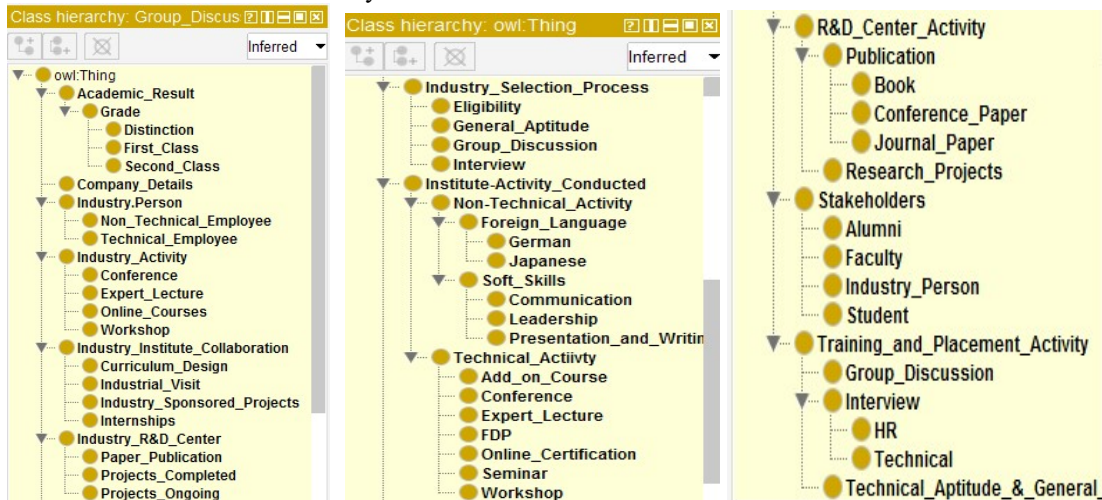 Class hierarchy: Group_Discus
Inferred
owl:Thing
Academic_Result
Grade
Distinction
First_Class
Second_Class
Company_Details
Industry.Person
Non_Technical_Employee
Technical_Employee
Industry_Activity
Conference
Expert_Lecture
Online_Courses
Workshop
Industry_Institute_Collaboration
Curriculum_Design
Industrial_Visit
Industry_Sponsored_Projects
Internships
Industry_R&D_Center
Paper_Publication
Projects_Completed
Projects_Ongoing
Class hierarchy: owl:Thing
Inferred
Industry_Selection_Process
Eligibility
General_Aptitude
Group_Discussion
Interview
Institute-Activity_Conducted
Non-Technical_Activity
Foreign_Language
German
Japanese
Soft_Skills
Communication
Leadership
Presentation_and_Writin
Technical_Actiivty
Add_on_Course
Conference
Expert_Lecture
FDP
Online_Certification
Seminar
Workshop
R&D_Center_Activity
Publication
Book
Conference_Paper
Journal_Paper
Research_Projects
Stakeholders
Alumni
Faculty
Industry_Person
Student
Training_and_Placement_Activity
Group_Discussion
Interview
HR
Technical
Technical_Aptitude_&_General_